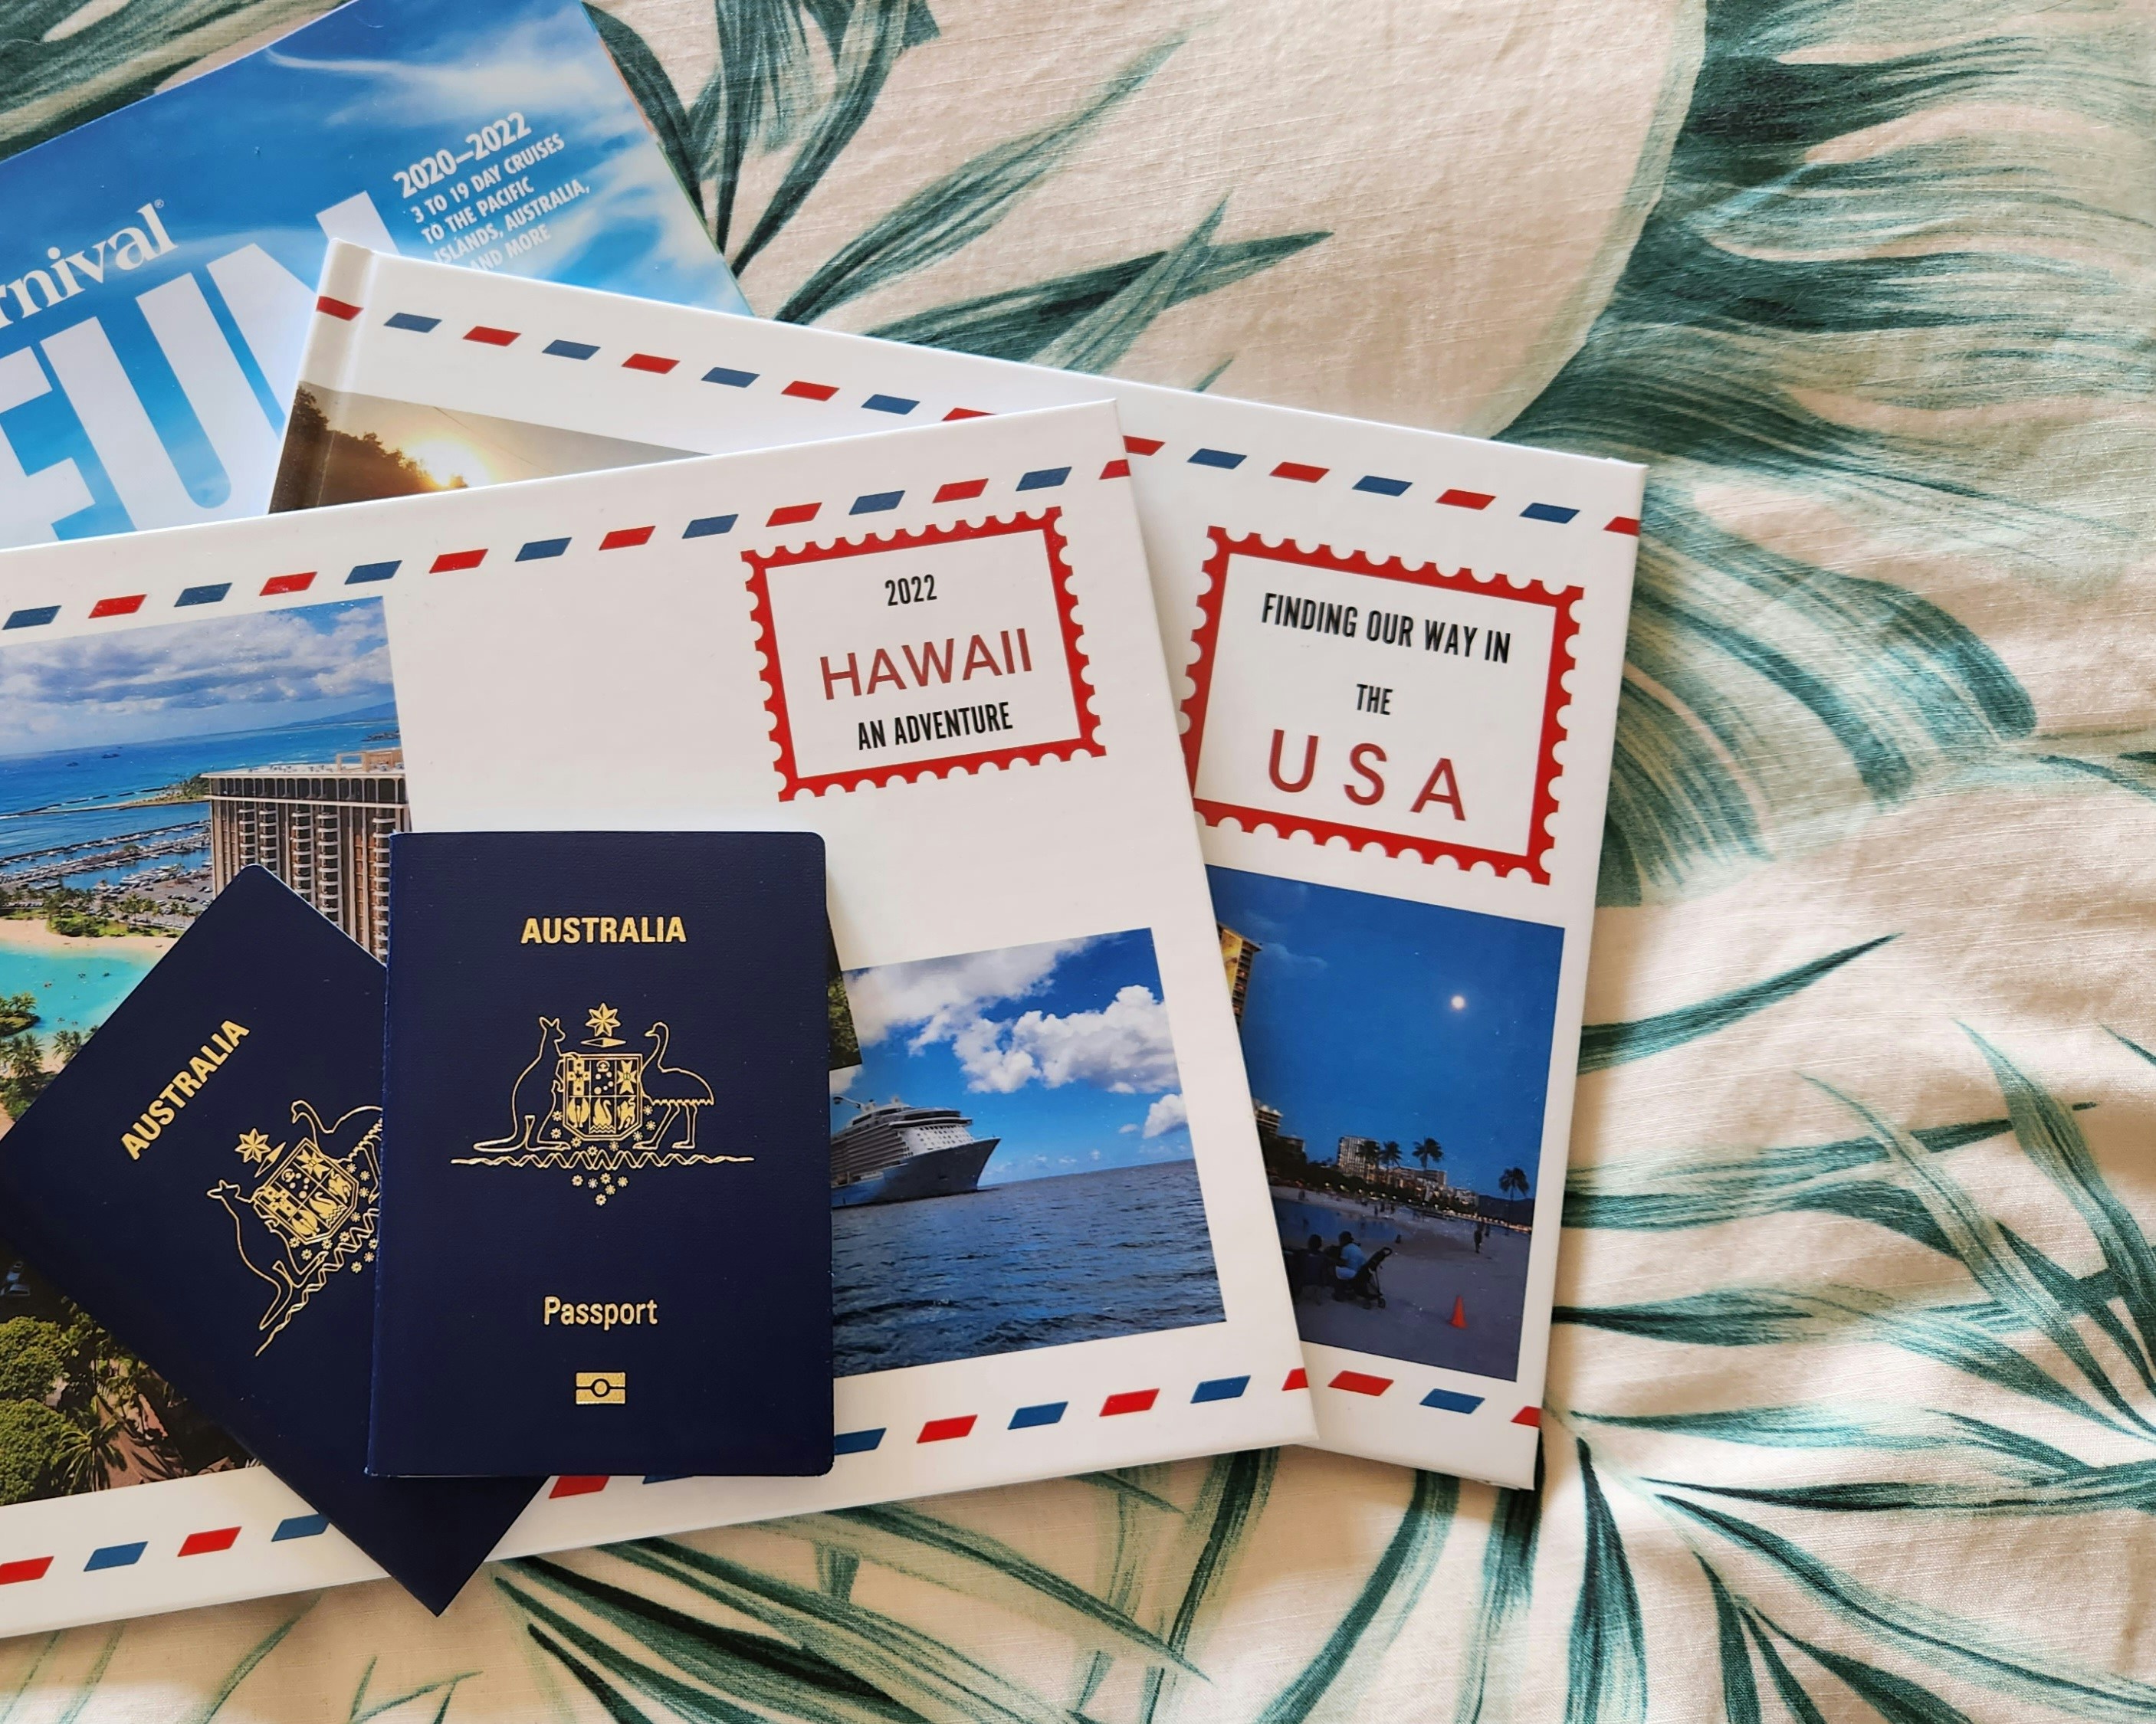 rnival®
FUN
2020–2022
3 TO 19 DAY CRUISES
TO THE PACIFIC
ISLANDS, AUSTRALIA,
AND MORE
2022
HAWAII
AN ADVENTURE
FINDING OUR WAY IN
THE
USA
AUSTRALIA
AUSTRALIA
Passport